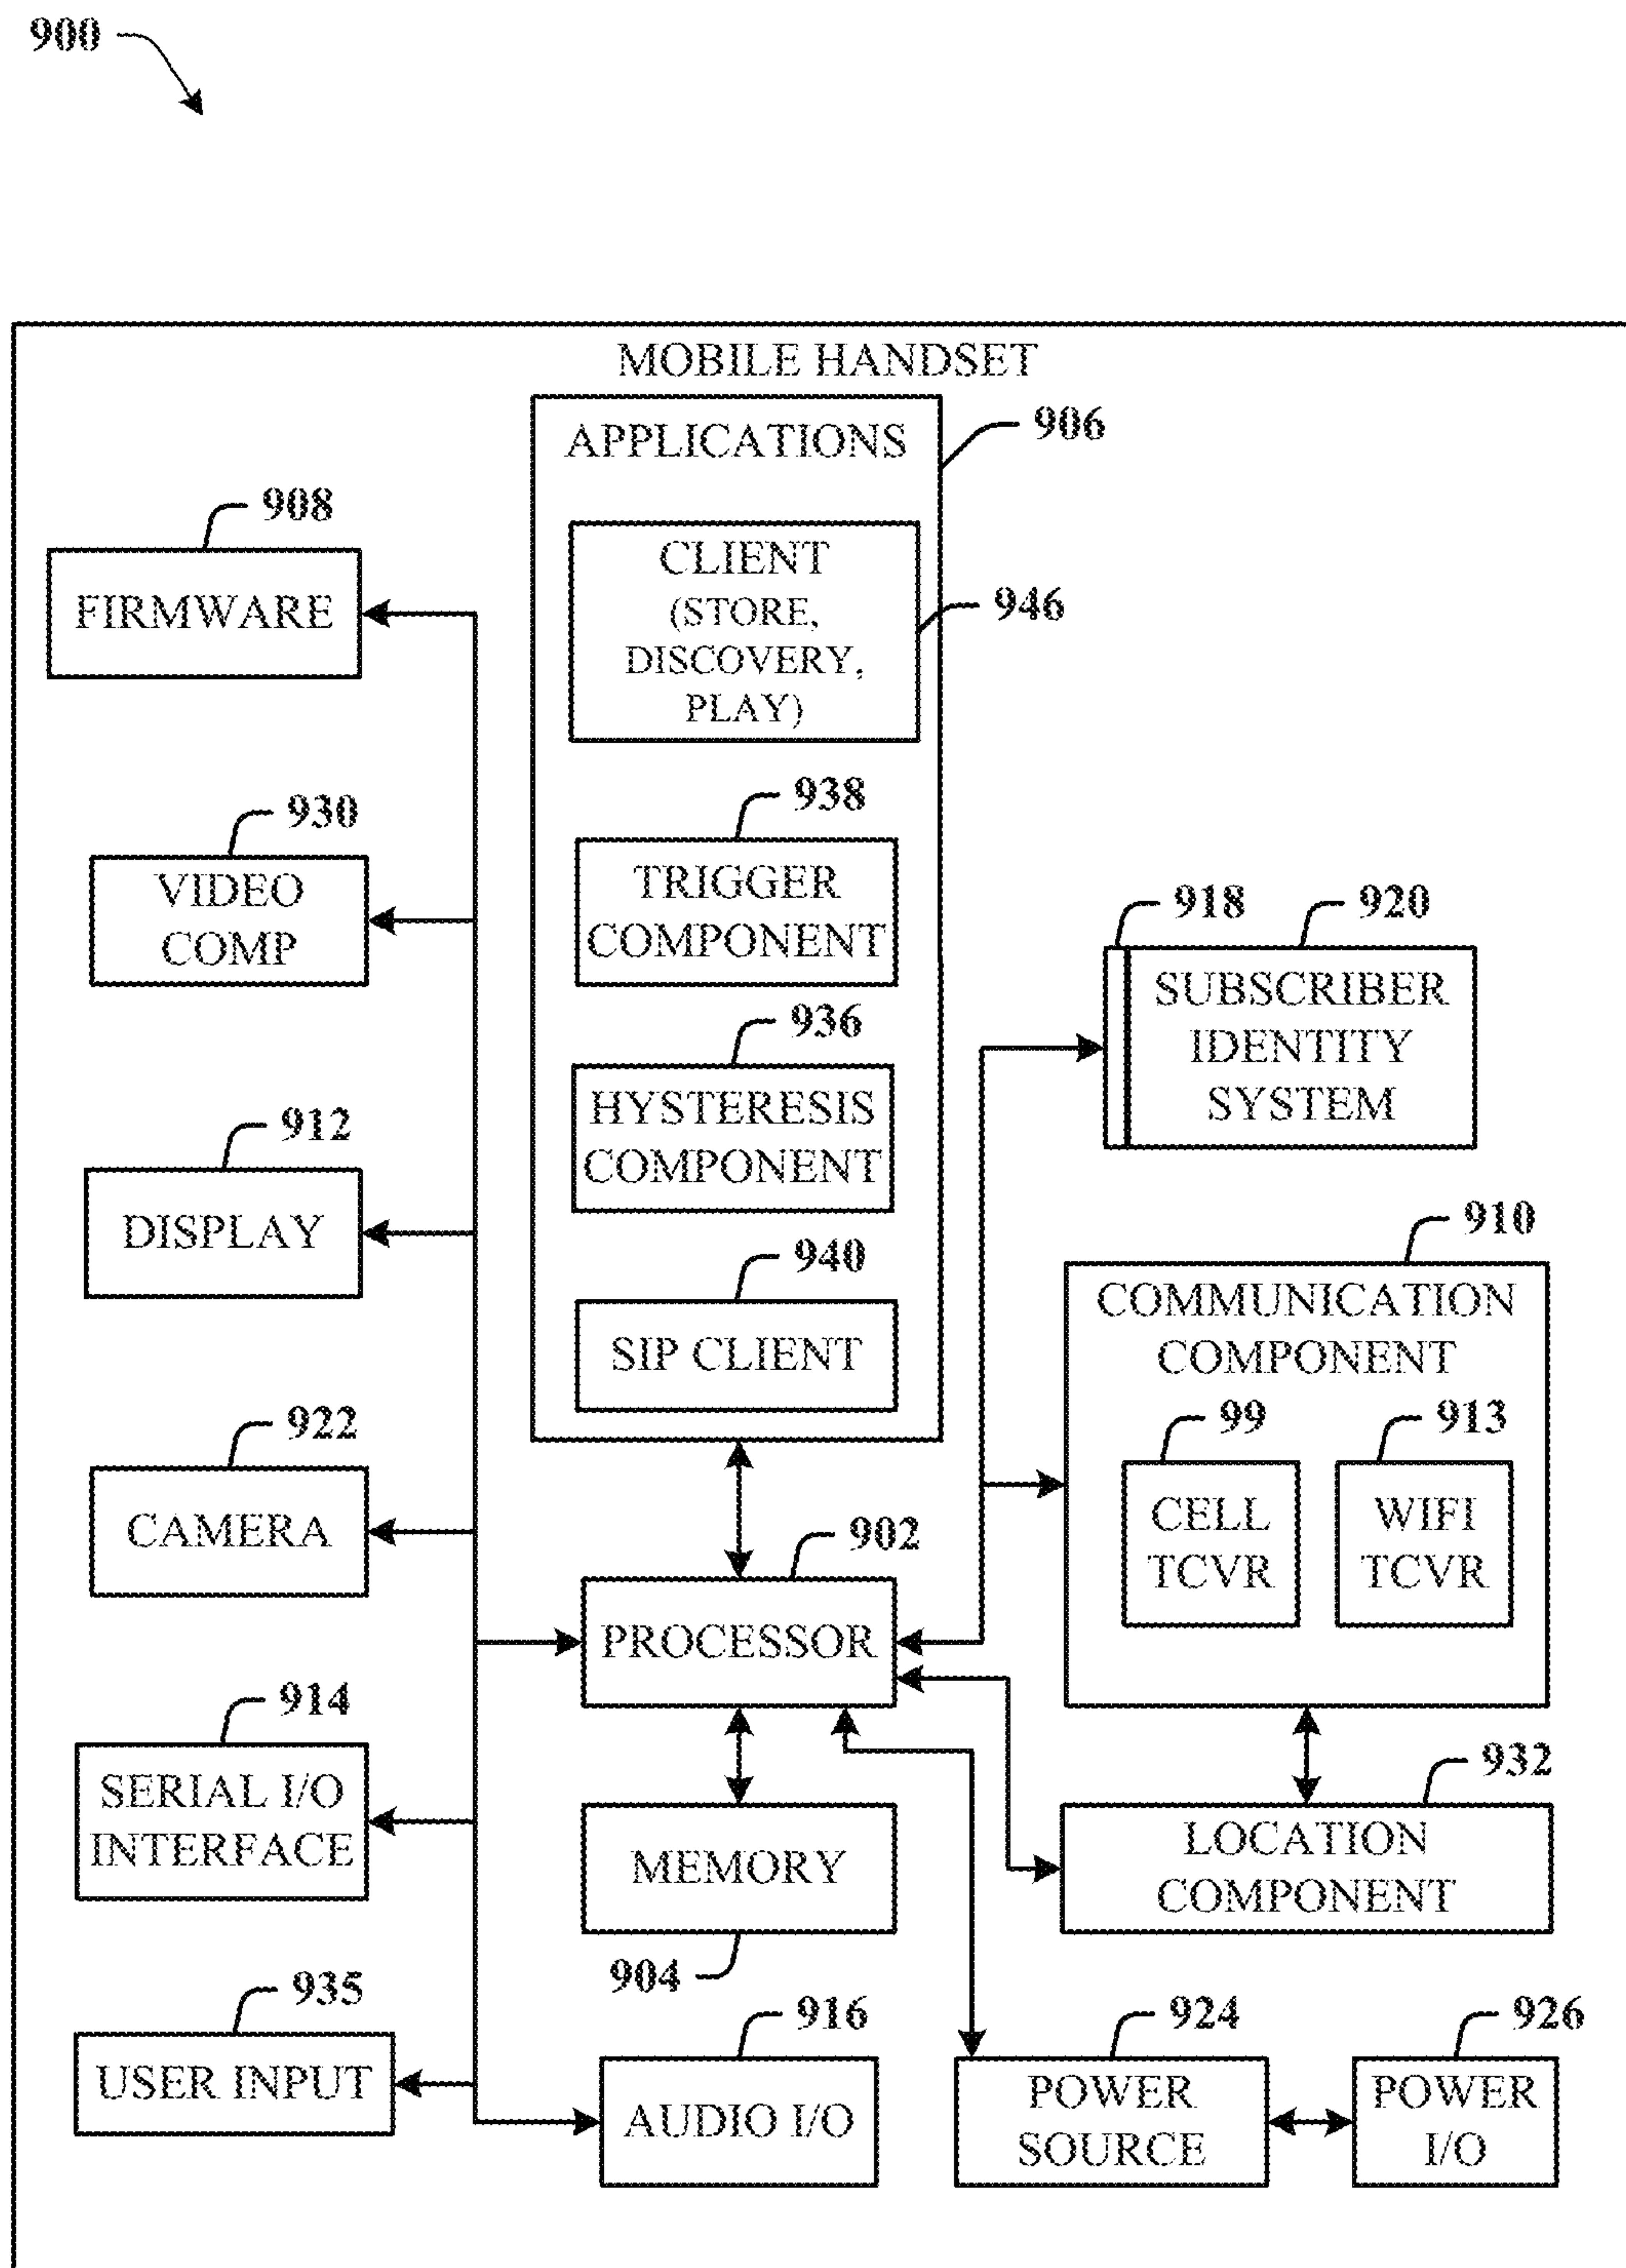 900
MOBILE HANDSET
APPLICATIONS
906
CLIENT
(STORE,
DISCOVERY,
PLAY)
946
908
FIRMWARE
938
TRIGGER
COMPONENT
930
VIDEO
COMP
918
920
SUBSCRIBER
IDENTITY
SYSTEM
936
HYSTERESIS
COMPONENT
912
DISPLAY
910
COMMUNICATION
COMPONENT
940
SIP CLIENT
99
CELL
TCVR
913
WIFI
TCVR
922
CAMERA
902
PROCESSOR
914
SERIAL I/O
INTERFACE
932
LOCATION
COMPONENT
MEMORY
904
935
USER INPUT
916
AUDIO I/O
924
POWER
SOURCE
926
POWER
I/O